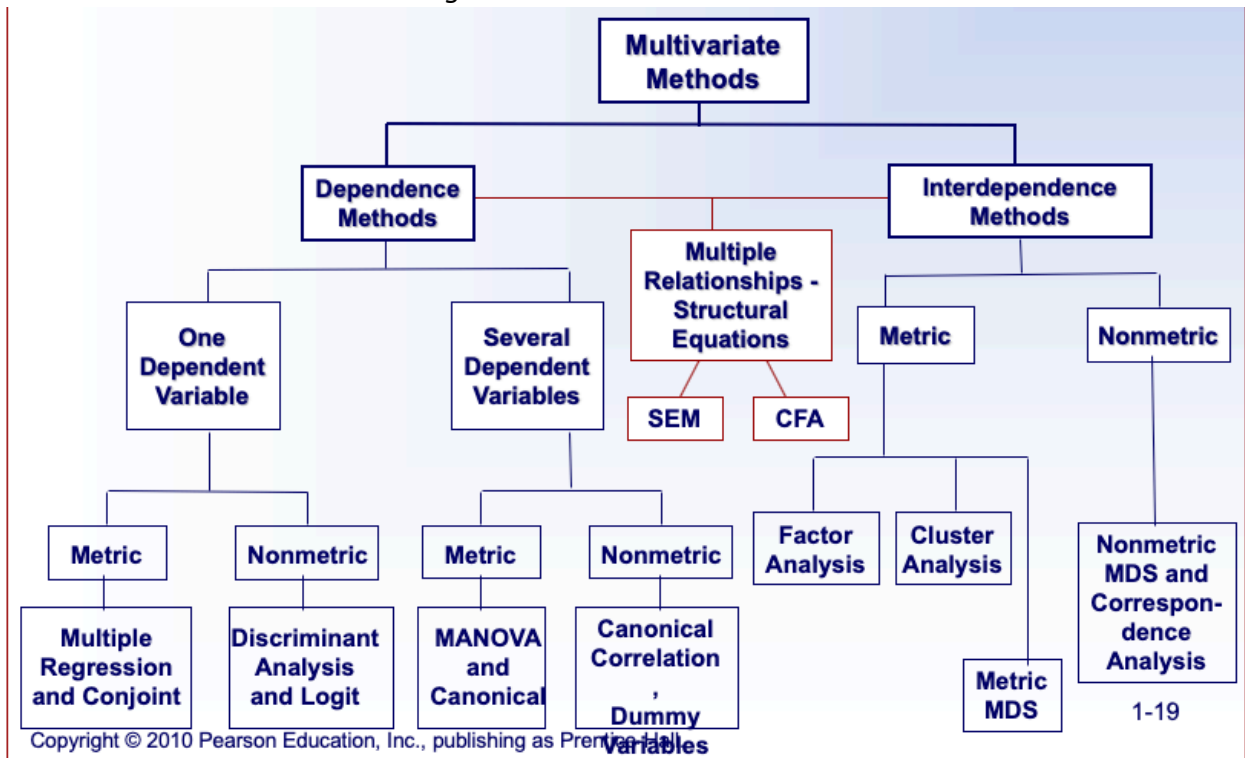 Multivariate
Methods
Dependence
Methods
Interdependence
Methods
Multiple
Relationships -
Structural
Equations
One
Dependent
Variable
Several
Dependent
Variables
Metric
Nonmetric
SEM
CFA
Metric
Nonmetric
Metric
Nonmetric
Factor
Analysis
Cluster
Analysis
Nonmetric
MDS and
Correspon-
dence
Analysis
Multiple
Regression
and Conjoint
Discriminant
Analysis
and Logit
MANOVA
and
Canonical
Canonical
Correlation
,
Dummy
Variables
Metric
MDS
1-19
Copyright © 2010 Pearson Education, Inc., publishing as Prentice Hall